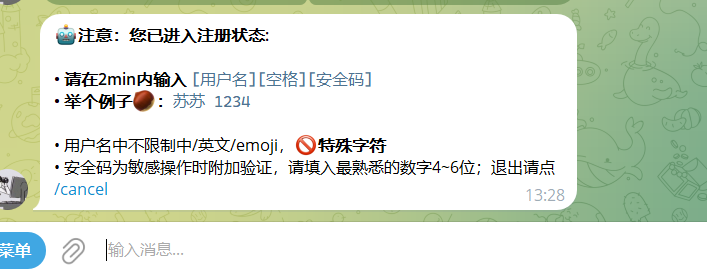 🤖注意：您已进入注册状态:
• 请在2min内输入 [用户名][空格][安全码]
• 举个例子🌰：苏苏 1234
• 用户名中不限制中/英文/emoji，🚫特殊字符
• 安全码为敏感操作时附加验证，请填入最熟悉的数字4~6位；退出请点
/cancel
13:28
菜单
输入消息...